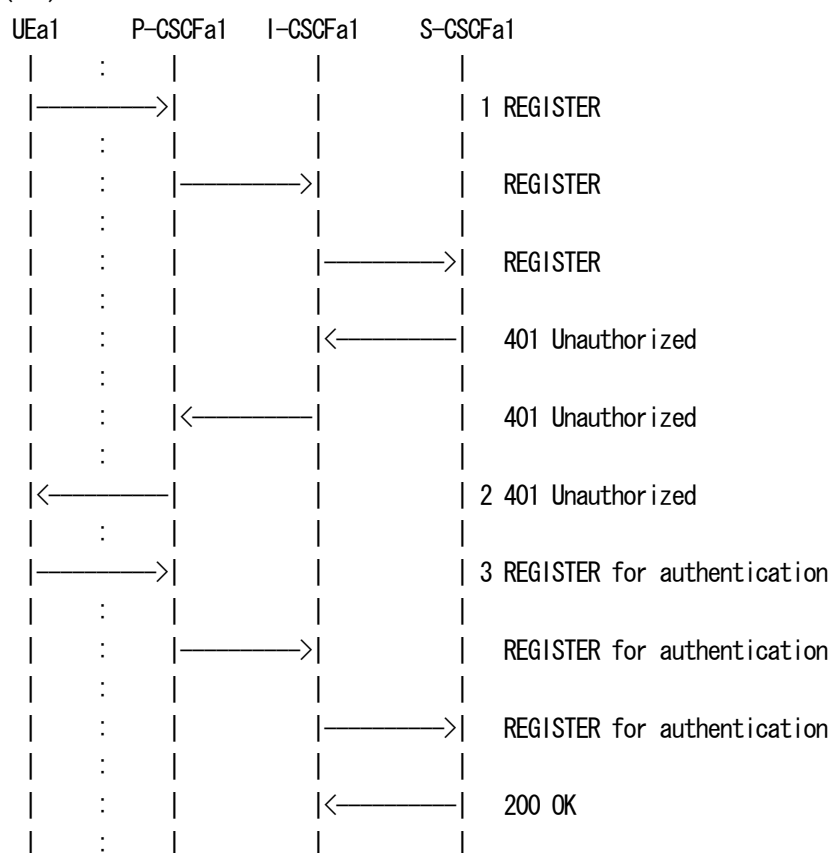 UEa1 P-CSCFa1 I-CSCFa1 S-CSCFa1
| : | | |
|----------->| | | 1 REGISTER
| : | | |
| : |----------->| | REGISTER
| : | | |
| : | |----------->| REGISTER
| : | | |
| : | |<-----------| 401 Unauthorized
| : | | |
| : |<-----------| | 401 Unauthorized
| : | | |
|<-----------| | | 2 401 Unauthorized
| : | | |
|----------->| | | 3 REGISTER for authentication
| : | | |
| : |----------->| | REGISTER for authentication
| : | | |
| : | |----------->| REGISTER for authentication
| : | | |
| : | |<-----------| 200 OK
| : | | |